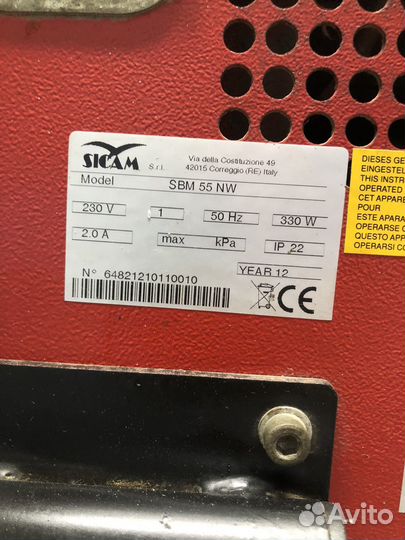 SICAM S.r.l.
Via della Costituzione 49
42015 Correggio (RE) Italy
Model SBM 55 NW
230 V 1 50 Hz 330 W
2.0 A max kPa IP 22
YEAR 12
N° 64821210110010
CE
DIESES GE
EINGESTEL
THIS INSTR
OPERATED
CET APPARE
POUR
ESTE APARA
OPERARSE C
QUESTO APP
OPERARSI CO
Avito